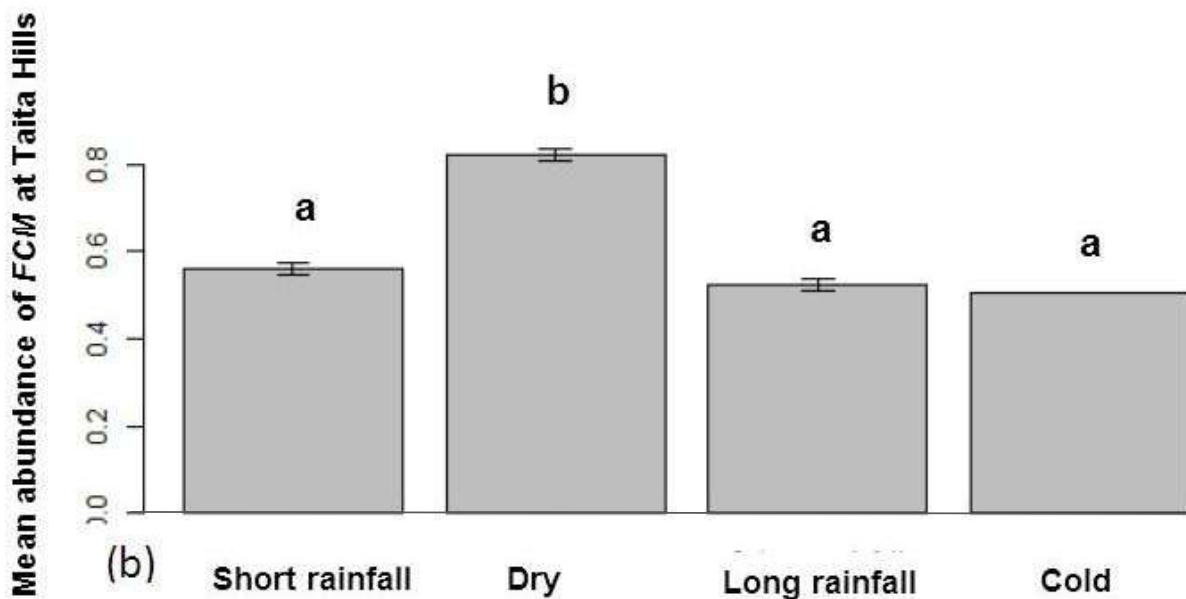 Mean abundance of FCM at Taita Hills
b
a
a
a
0.8
0.6
0.4
0.2
(b)
Short rainfall
Dry
Long rainfall
Cold